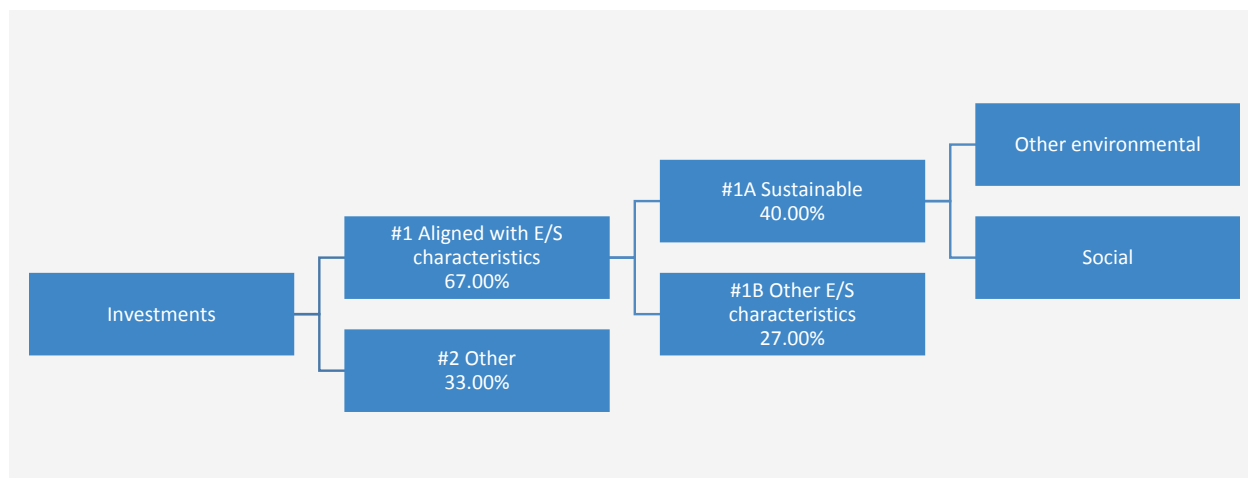 Investments
#1 Aligned with E/S
characteristics
67.00%
#2 Other
33.00%
#1A Sustainable
40.00%
#1B Other E/S
characteristics
27.00%
Other environmental
Social